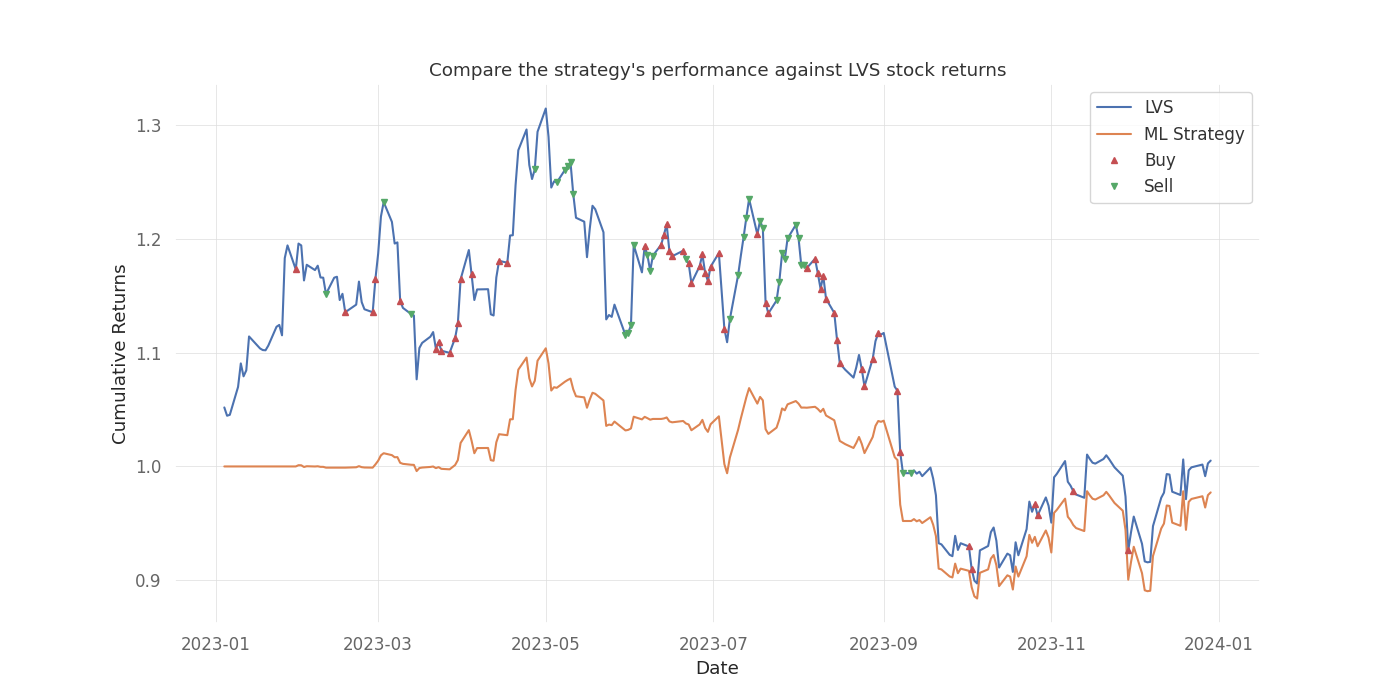 Compare the strategy's performance against LVS stock returns
LVS
ML Strategy
Buy
Sell
Cumulative Returns
1.3
1.2
1.1
1.0
0.9
2023-01
2023-03
2023-05
2023-07
2023-09
2023-11
2024-01
Date